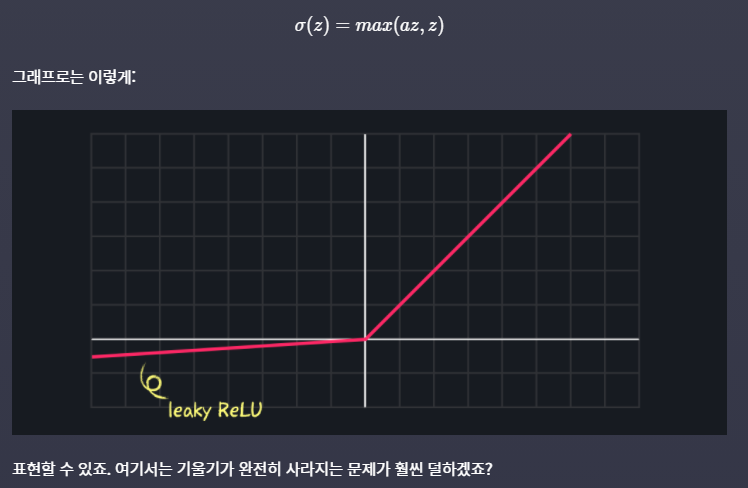 σ(z) = max(az, z)
그래프로는 이렇게:
leaky ReLU
표현할 수 있죠. 여기서는 기울기가 완전히 사라지는 문제가 훨씬 덜하겠죠?